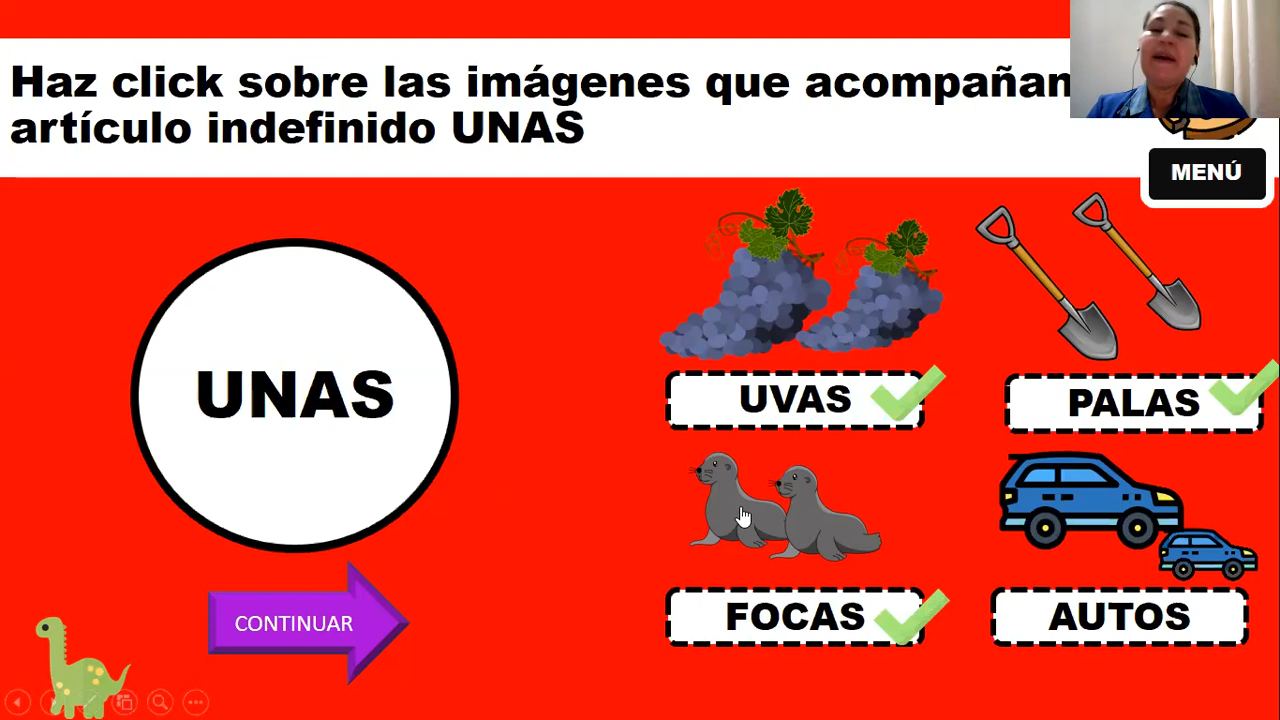 Haz click sobre las imágenes que acompañan
artículo indefinido UNAS
MENÚ
UNAS
UVAS
PALAS
FOCAS
AUTOS
CONTINUAR